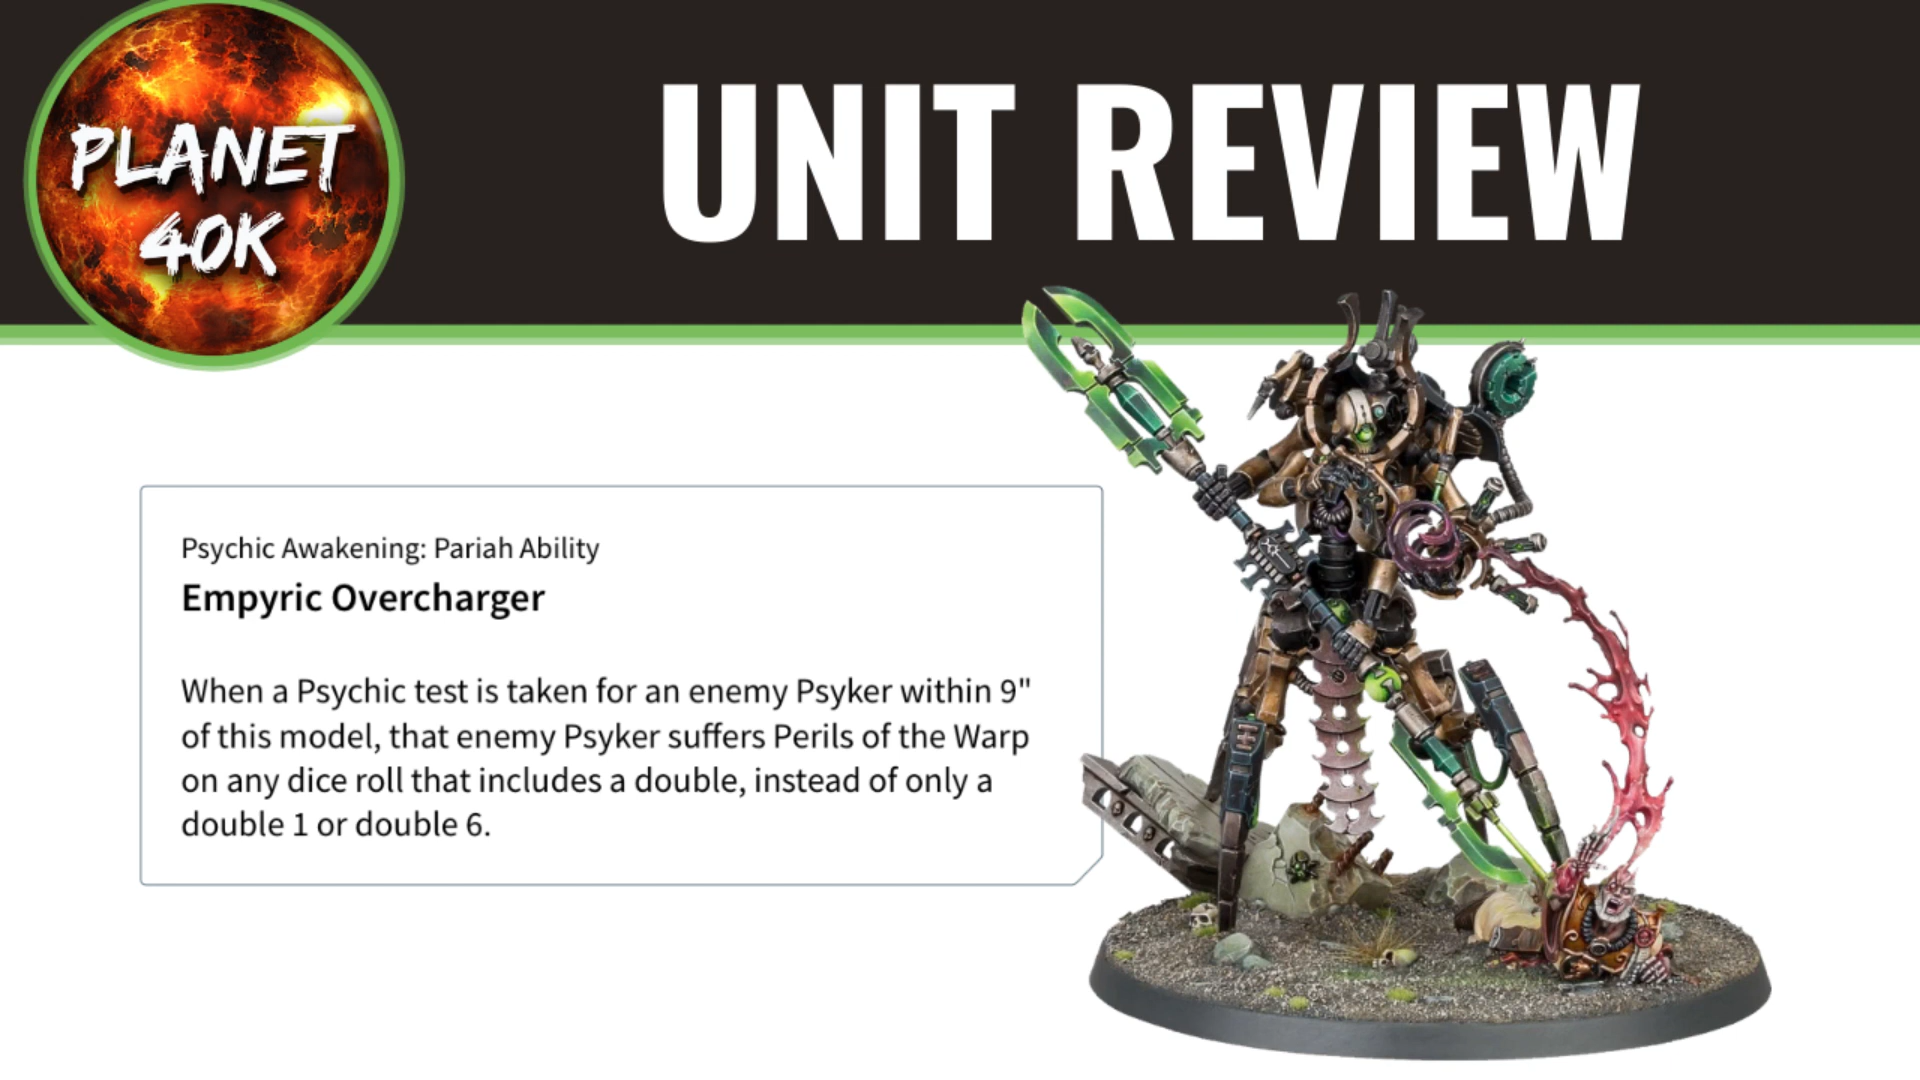 PLANET
40K
UNIT REVIEW
Psychic Awakening: Pariah Ability
Empyric Overcharger
When a Psychic test is taken for an enemy Psyker within 9"
of this model, that enemy Psyker suffers Perils of the Warp
on any dice roll that includes a double, instead of only a
double 1 or double 6.